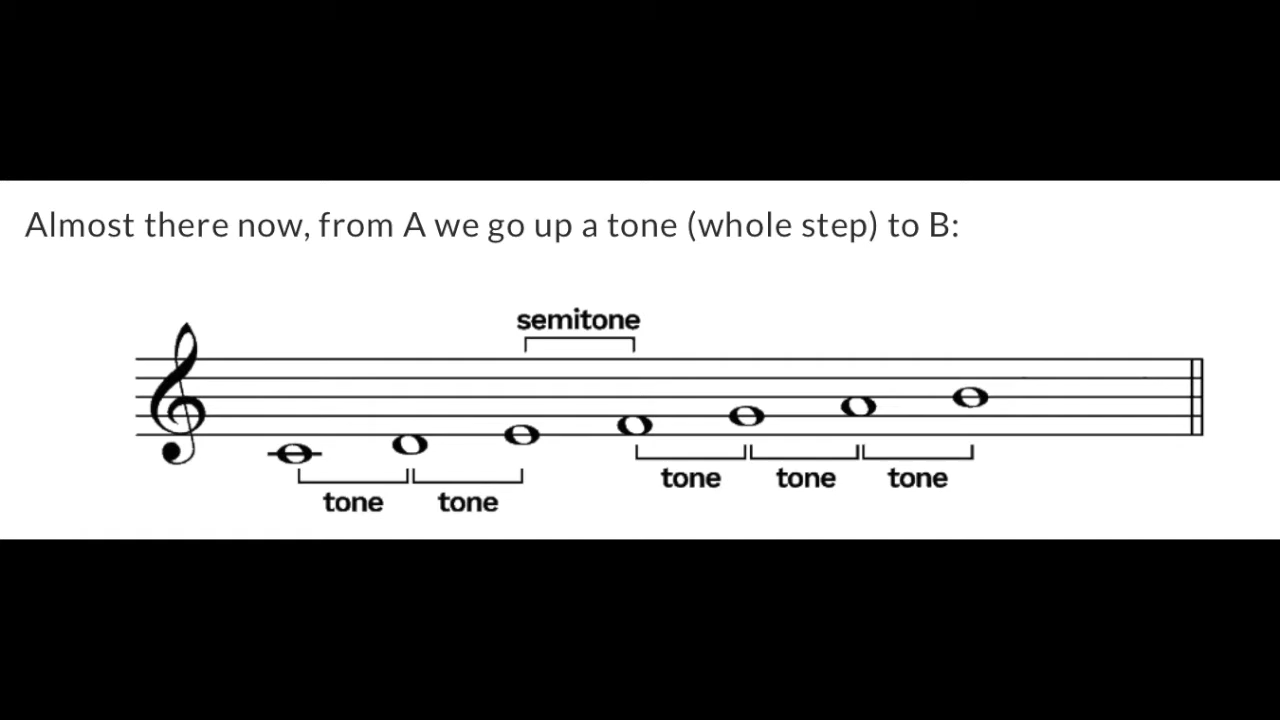 Almost there now, from A we go up a tone (whole step) to B:
semitone
tone tone tone
tone tone